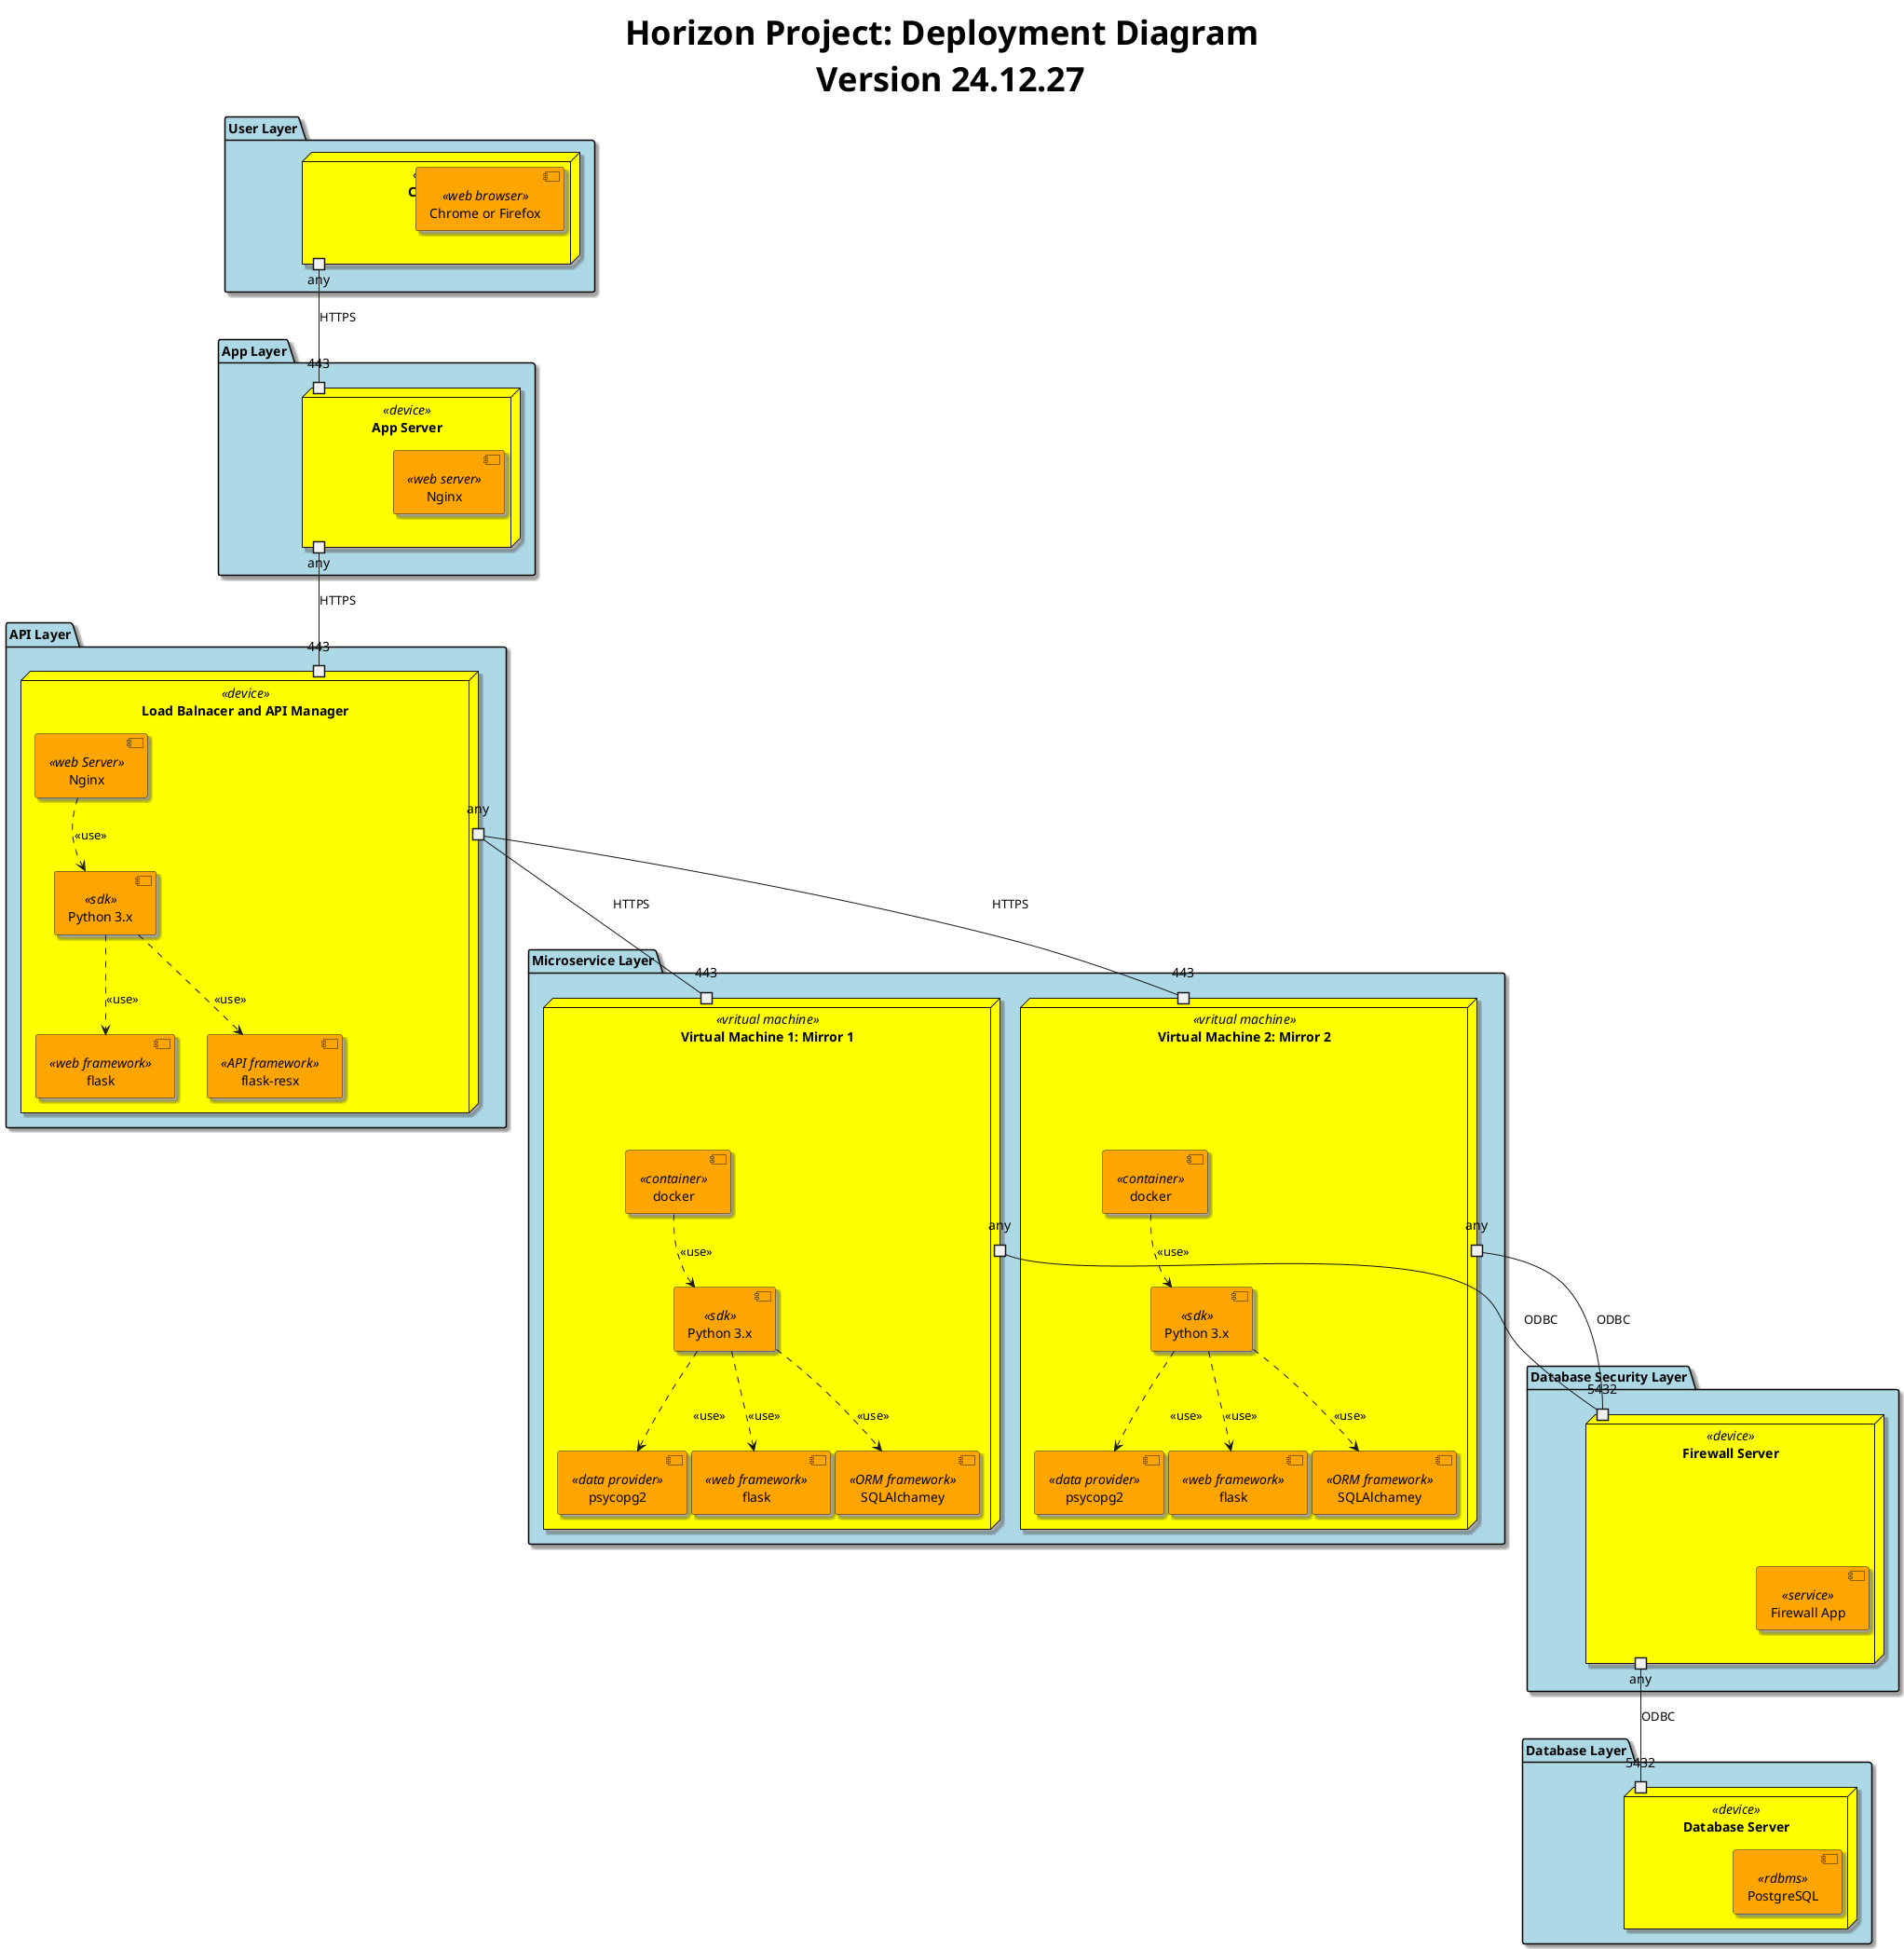 Horizon Project: Deployment Diagram
Version 24.12.27
User Layer
«web browser»
Chrome or Firefox
any
HTTPS
App Layer
443
«device»
App Server
«web server»
Nginx
any
HTTPS
API Layer
443
«device»
Load Balnacer and API Manager
«web Server»
Nginx
any
«use»
«sdk»
Python 3.x
«use»
«use»
«web framework»
flask
«API framework»
flask-resx
HTTPS
HTTPS
Microservice Layer
443
«vritual machine»
Virtual Machine 1: Mirror 1
«container»
docker
any
«use»
«sdk»
Python 3.x
«use»
«use»
«use»
«data provider»
psycopg2
«web framework»
flask
«ORM framework»
SQLAlchamey
443
«vritual machine»
Virtual Machine 2: Mirror 2
«container»
docker
any
«use»
«sdk»
Python 3.x
«use»
«use»
«use»
«data provider»
psycopg2
«web framework»
flask
«ORM framework»
SQLAlchamey
ODBC
ODBC
Database Security Layer
5432
«device»
Firewall Server
«service»
Firewall App
any
ODBC
Database Layer
5432
«device»
Database Server
«rdbms»
PostgreSQL